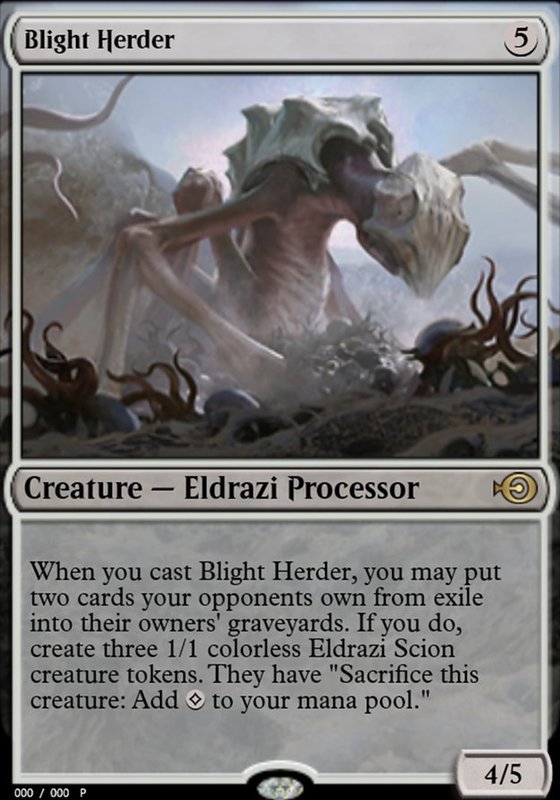 Blight Herder 5
Creature — Eldrazi Processor
When you cast Blight Herder, you may put
two cards your opponents own from exile
into their owners' graveyards. If you do,
create three 1/1 colorless Eldrazi Scion
creature tokens. They have "Sacrifice this
creature: Add ◇ to your mana pool."
4/5
000 / 000 P